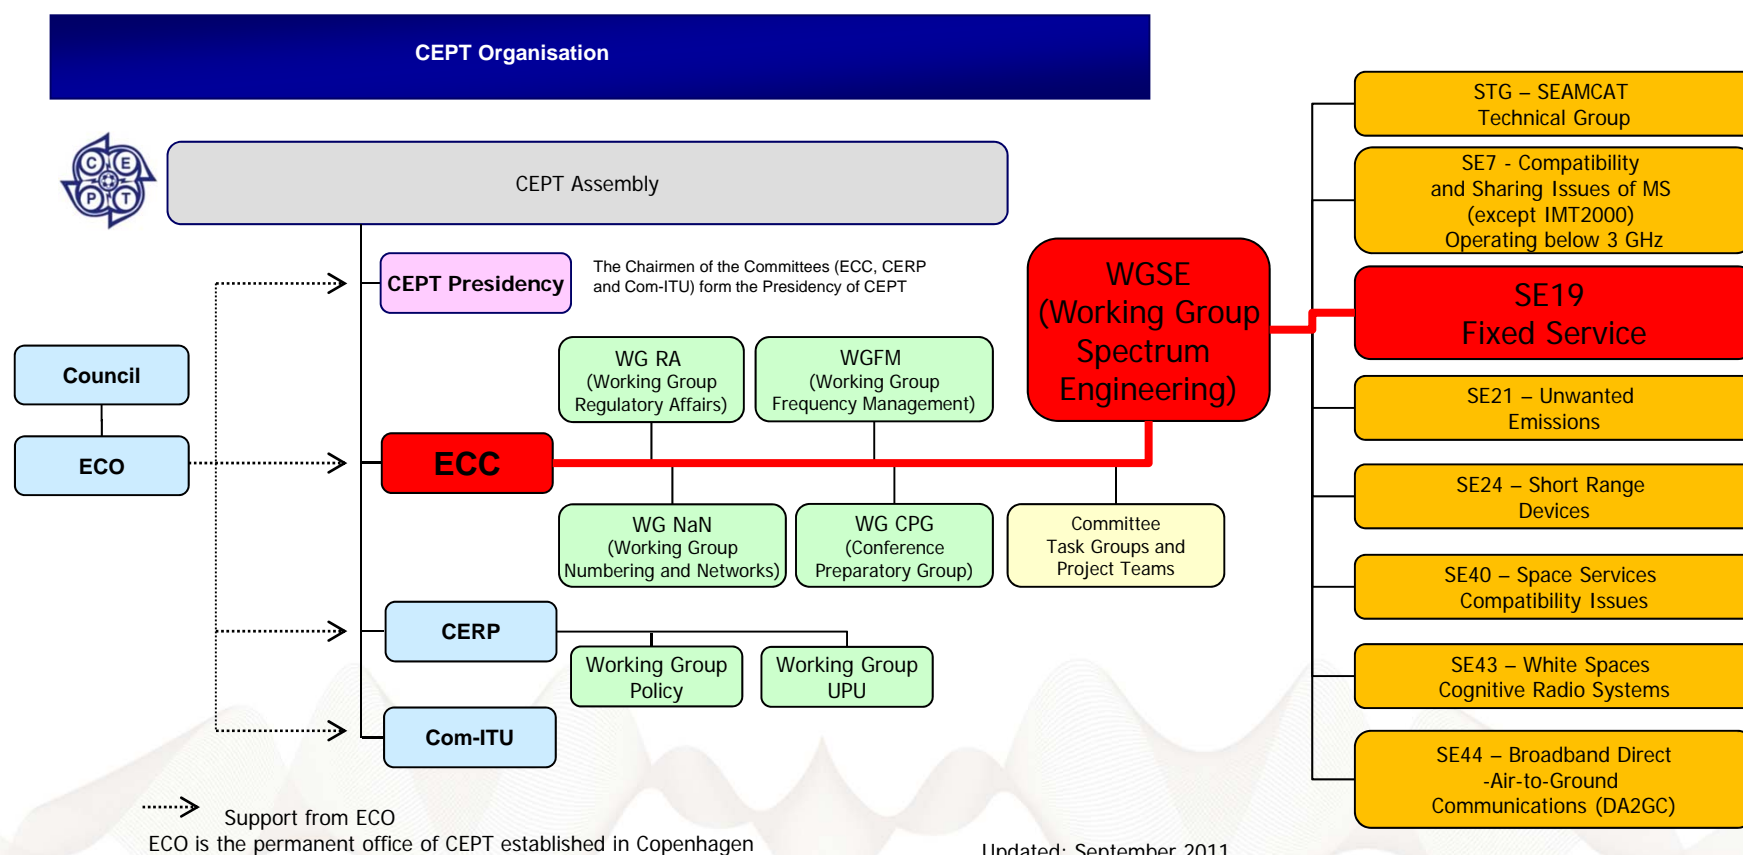 CEPT Organisation
C E
P T
CEPT Assembly
CEPT Presidency
The Chairmen of the Committees (ECC, CERP
and Com-ITU) form the Presidency of CEPT
Council
ECO
WG RA
(Working Group
Regulatory Affairs)
WGFM
(Working Group
Frequency Management)
WGSE
(Working Group
Spectrum
Engineering)
ECC
WG NaN
(Working Group
Numbering and Networks)
WG CPG
(Conference
Preparatory Group)
Committee
Task Groups and
Project Teams
CERP
Working Group
Policy
Working Group
UPU
Com-ITU
STG – SEAMCAT
Technical Group
SE7 - Compatibility
and Sharing Issues of MS
(except IMT2000)
Operating below 3 GHz
SE19
Fixed Service
SE21 – Unwanted
Emissions
SE24 – Short Range
Devices
SE40 – Space Services
Compatibility Issues
SE43 – White Spaces
Cognitive Radio Systems
SE44 – Broadband Direct
-Air-to-Ground
Communications (DA2GC)
Support from ECO
ECO is the permanent office of CEPT established in Copenhagen
Updated: September 2011